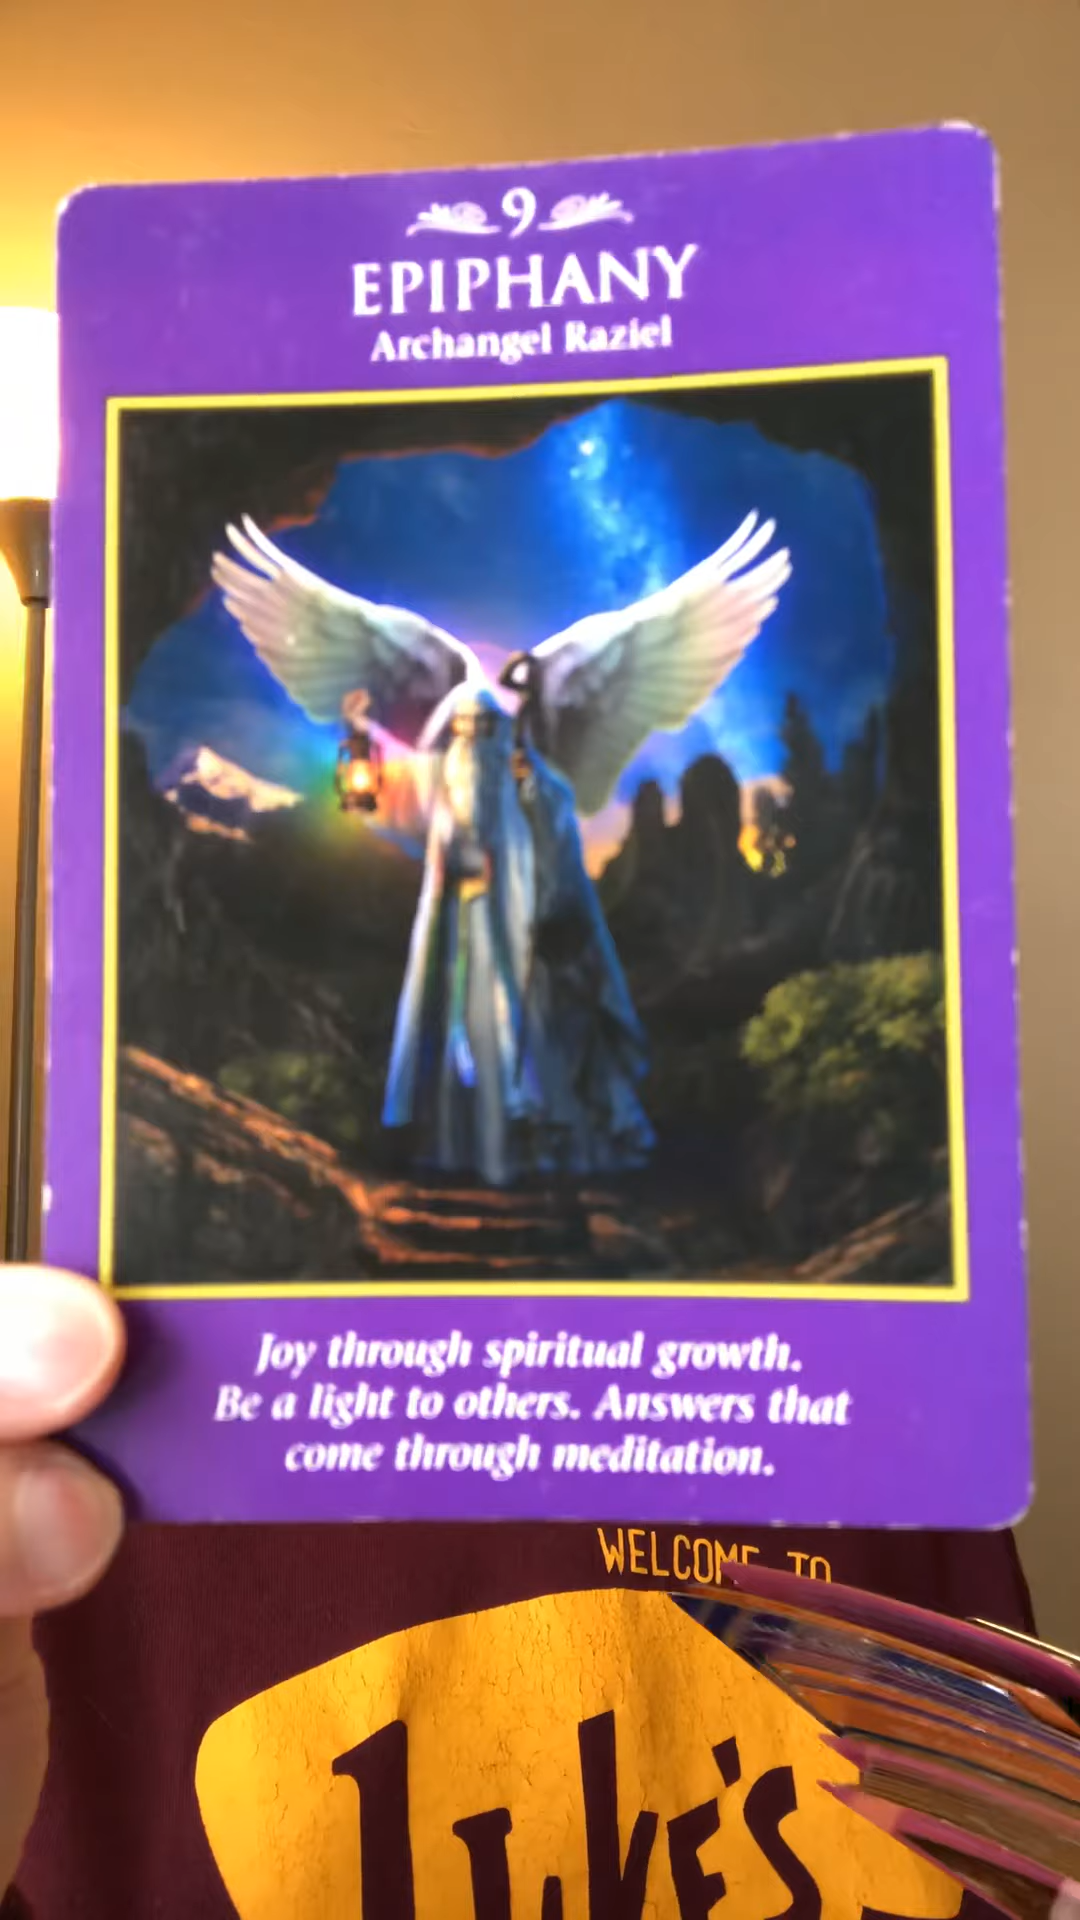 9
EPIPHANY
Archangel Raziel
Joy through spiritual growth.
Be a light to others. Answers that
come through meditation.
WELCOME TO
LUKE'S